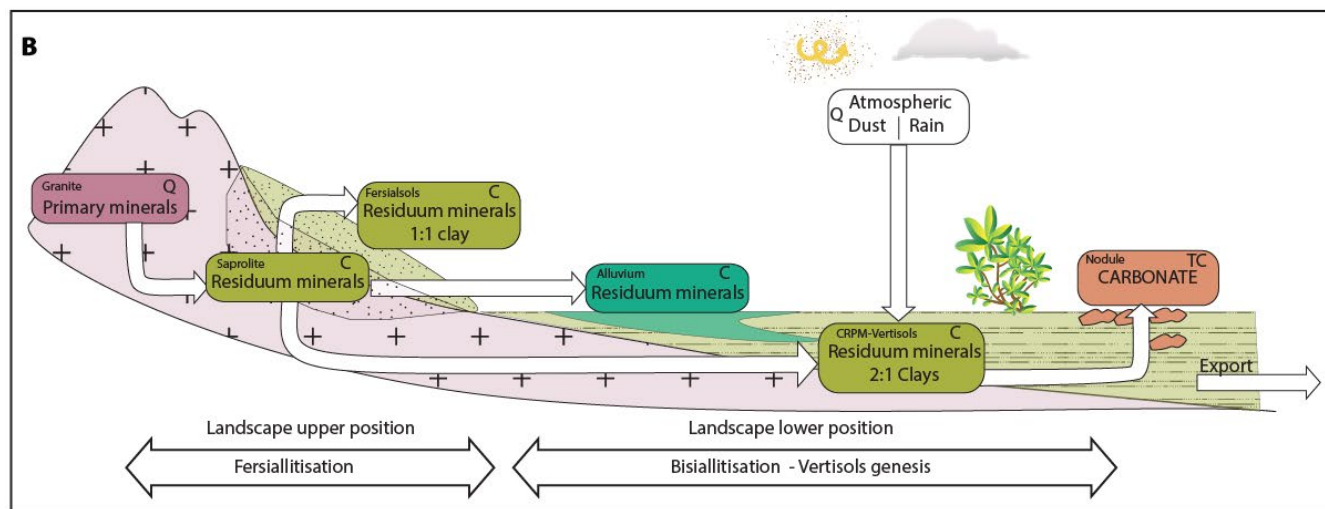 B
Atmospheric
Q Dust | Rain
Granite Q
Primary minerals
Fersialsols C
Residuum minerals
1:1 clay
Saprolite C
Residuum minerals
Alluvium C
Residuum minerals
Nodule TC
CARBONATE
CRPM-Vertisols C
Residuum minerals
2:1 Clays
Export
Landscape upper position
Landscape lower position
Fersiallitisation
Bisiallitisation - Vertisols genesis